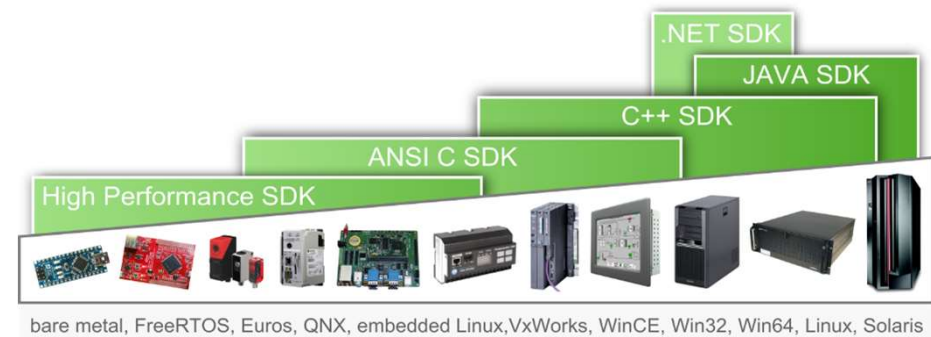 .NET SDK
JAVA SDK
C++ SDK
ANSI C SDK
High Performance SDK
bare metal, FreeRTOS, Euros, QNX, embedded Linux,VxWorks, WinCE, Win32, Win64, Linux, Solaris